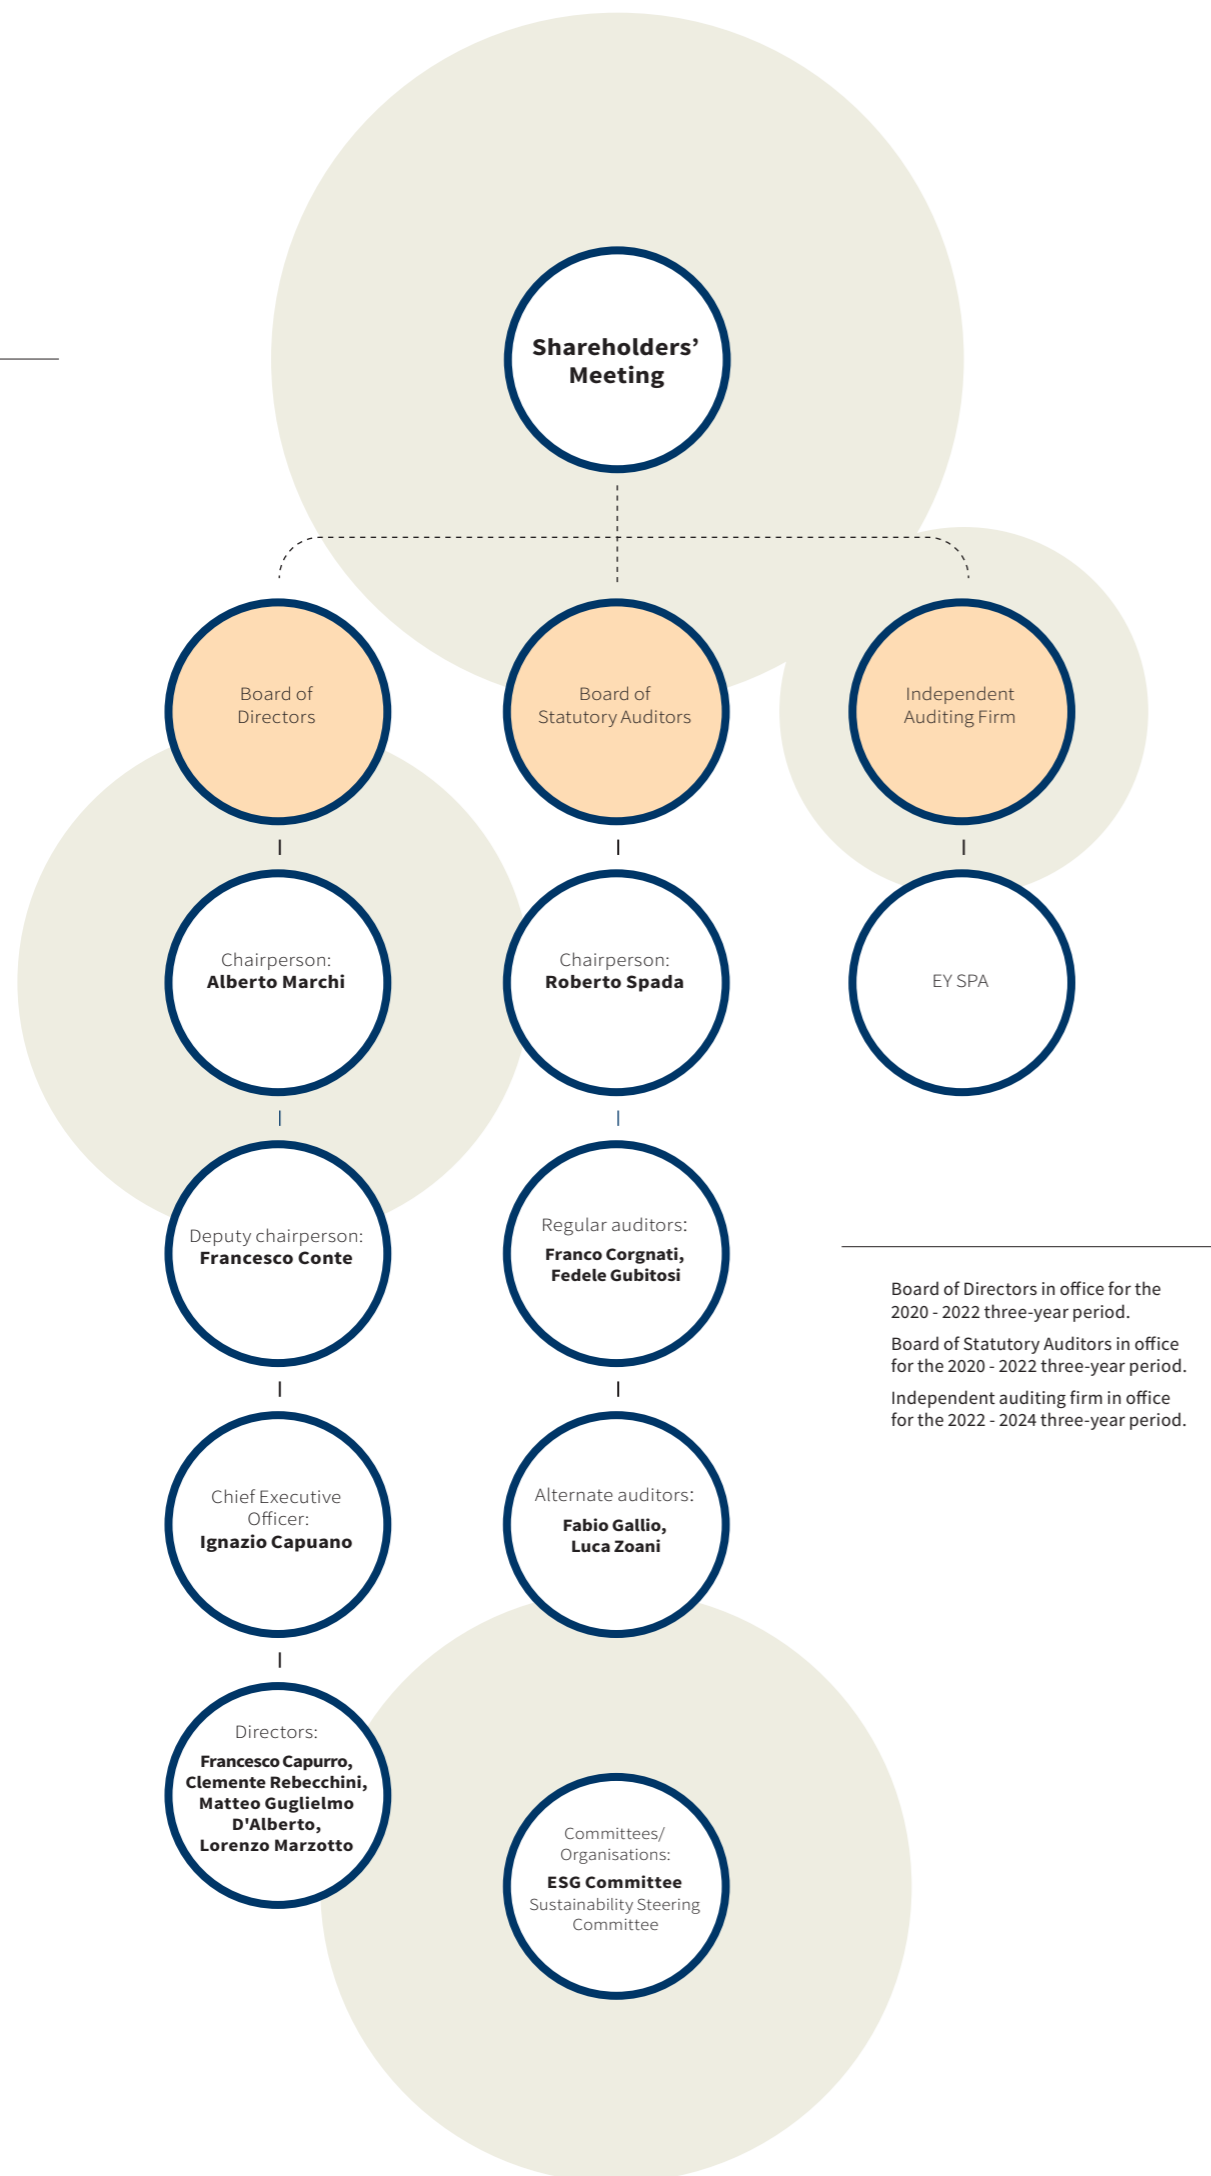 Shareholders’
Meeting
Board of
Directors
Board of
Statutory Auditors
Independent
Auditing Firm
Chairperson:
Alberto Marchi
Chairperson:
Roberto Spada
EY SPA
Deputy chairperson:
Francesco Conte
Regular auditors:
Franco Corgnati,
Fedele Gubitosi
Board of Directors in office for the
2020 - 2022 three-year period.
Board of Statutory Auditors in office
for the 2020 - 2022 three-year period.
Independent auditing firm in office
for the 2022 - 2024 three-year period.
Chief Executive
Officer:
Ignazio Capuano
Alternate auditors:
Fabio Gallio,
Luca Zoani
Directors:
Francesco Capurro,
Clemente Rebecchini,
Matteo Guglielmo
D'Alberto,
Lorenzo Marzotto
Committees/
Organisations:
ESG Committee
Sustainability Steering
Committee